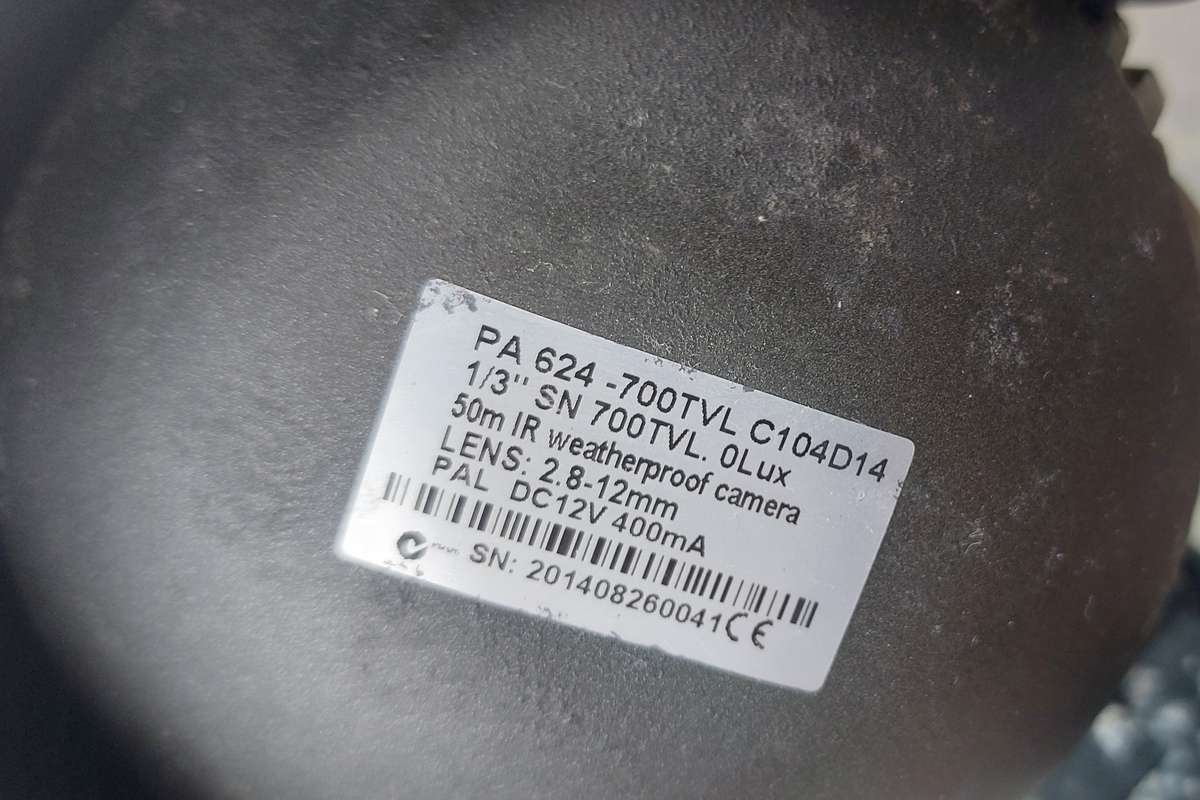 PA 624 -700TVL C104D14
1/3" SN 700TVL. 0Lux
50m IR weatherproof camera
LENS: 2.8-12mm
PAL DC12V 400mA
SN: 201408260041 CE